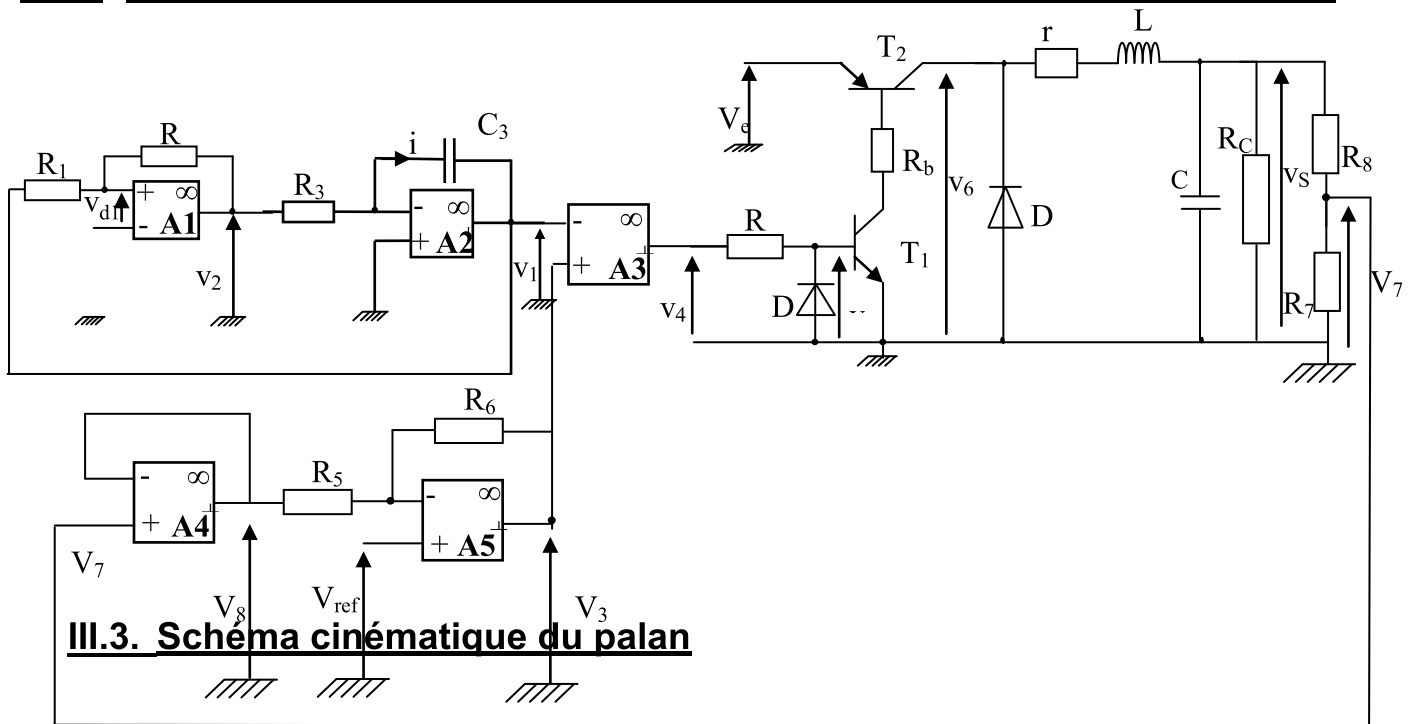 T2
r
L
Ve
Rb
v6
D
C
RC
vS
R8
R7
V7
R
i
C3
R1
vd1
+
-
∞
A1
R3
-
∞
+
A2
v2
v1
-
∞
+
A3
v4
R
D
T1
R6
-
∞
+
A4
R5
-
∞
+
A5
V7
V8
Vref
V3
III.3. Schéma cinématique du palan